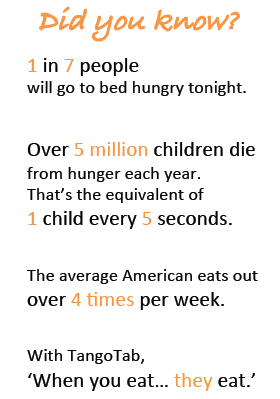 Did you know?
1 in 7 people
will go to bed hungry tonight.
Over 5 million children die
from hunger each year.
That's the equivalent of
1 child every 5 seconds.
The average American eats out
over 4 times per week.
With TangoTab,
‘When you eat... they eat.’